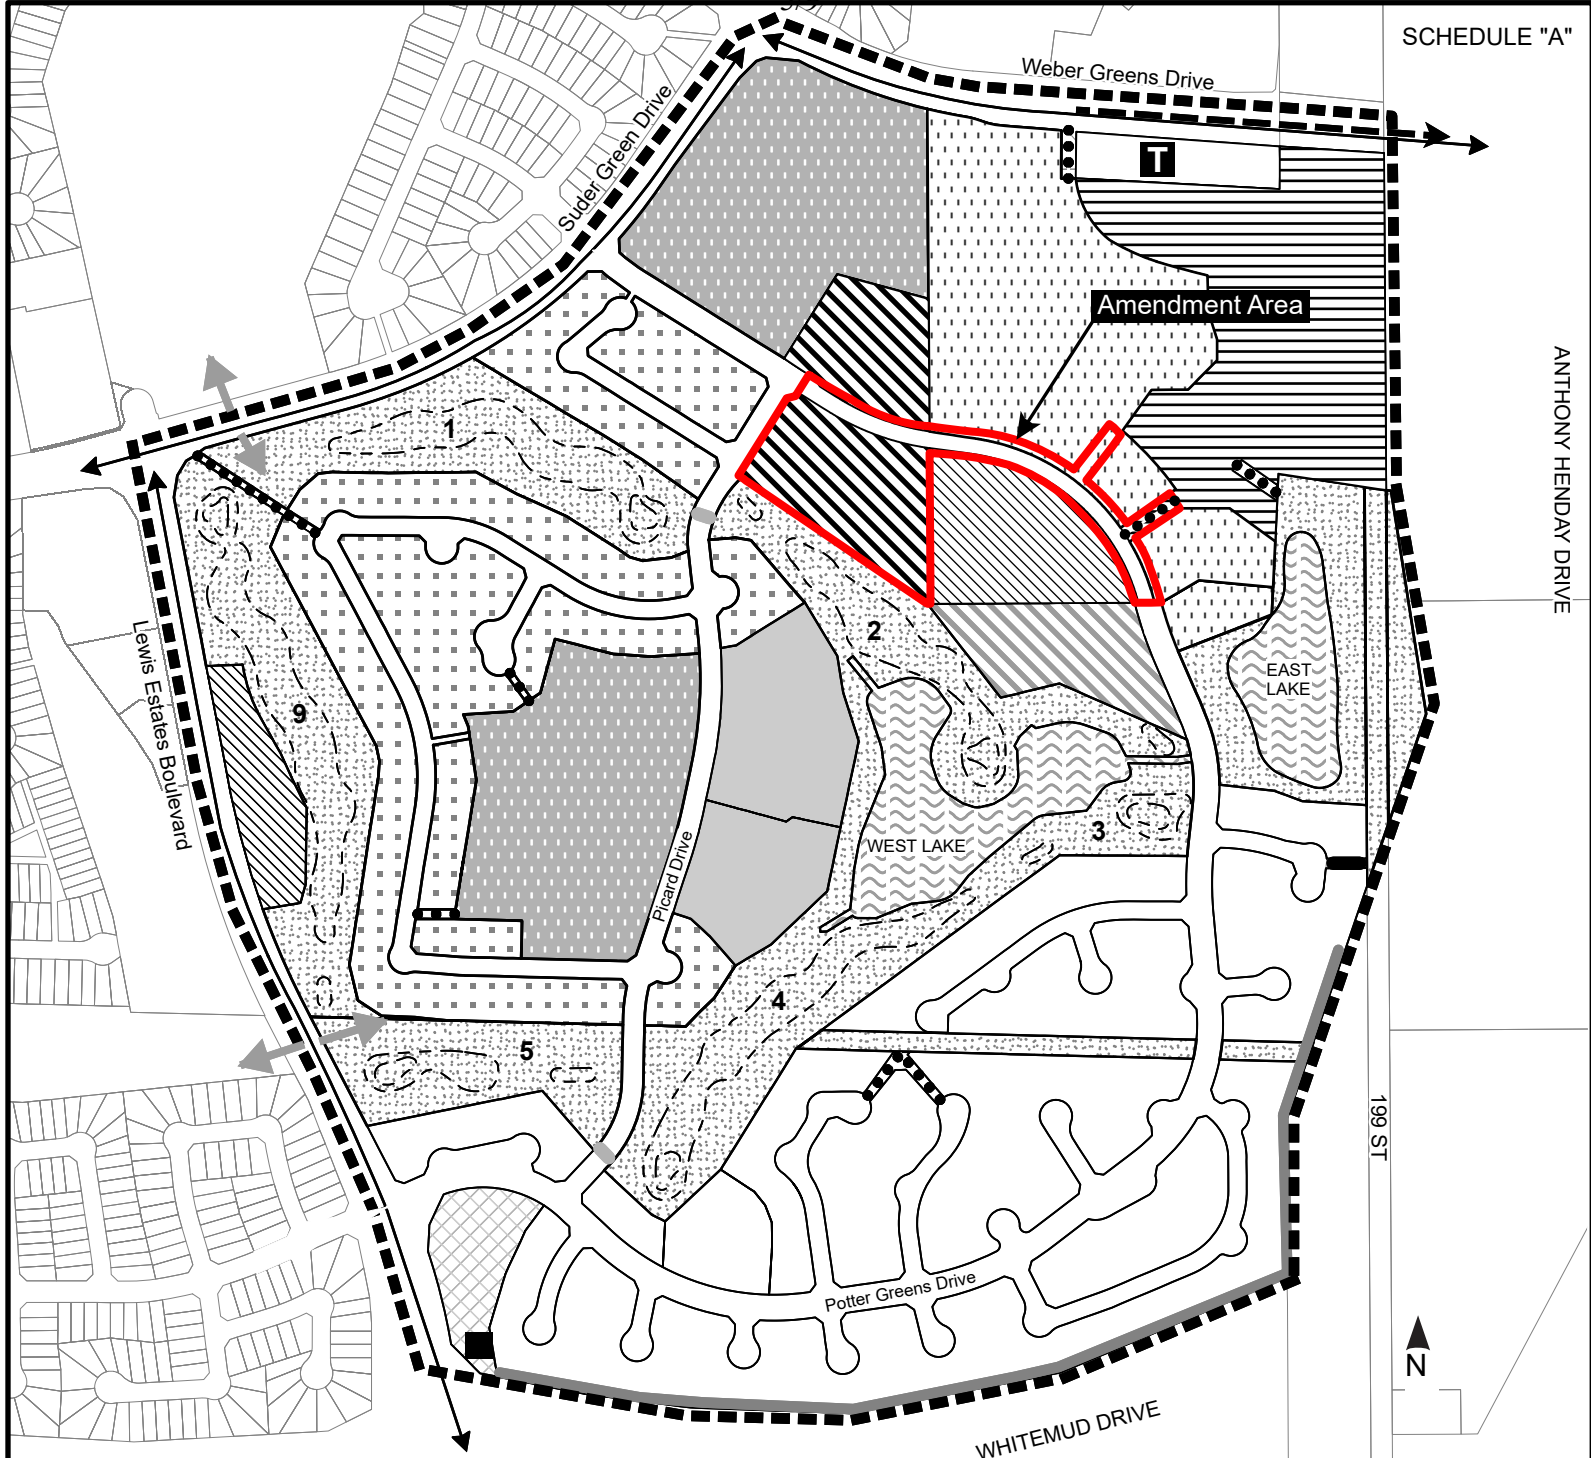 SCHEDULE "A"
Weber Greens Drive
Suder Green Drive
T
Amendment Area
ANTHONY HENDAY DRIVE
1
2
EAST
LAKE
Lewis Estates Boulevard
9
WEST LAKE
3
Picard Drive
4
5
199 ST
Potter Greens Drive
N
WHITEMUD DRIVE